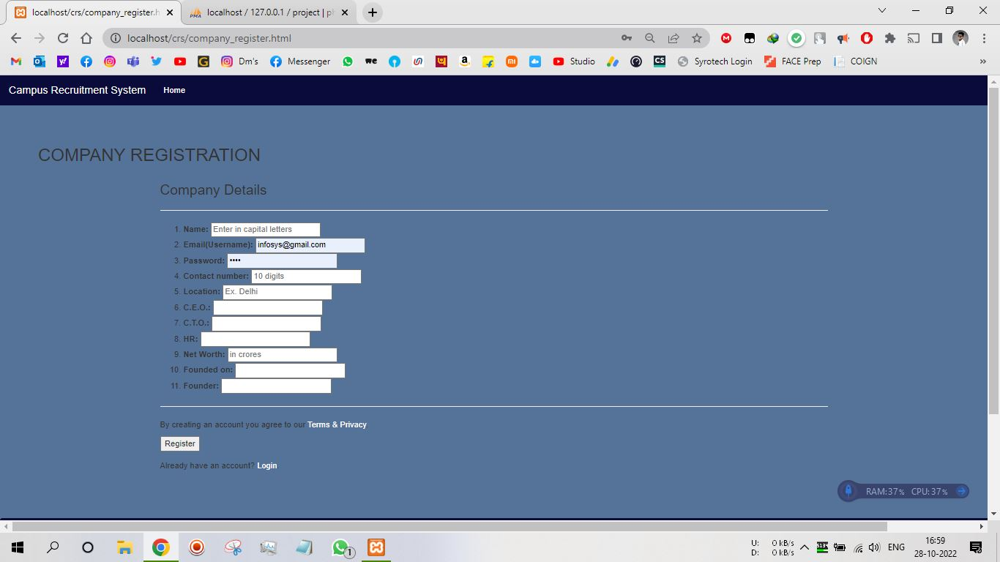 localhost/crs/company_register.h
localhost / 127.0.0.1 / project | ph
localhost/crs/company_register.html
Dm's
Messenger
Studio
Syrotech Login
FACE Prep
COIGN
Campus Recruitment System
Home
COMPANY REGISTRATION
Company Details
1. Name: Enter in capital letters
2. Email(Username): infosys@gmail.com
3. Password: ••••
4. Contact number: 10 digits
5. Location: Ex. Delhi
6. C.E.O.:
7. C.T.O.:
8. HR:
9. Net Worth: in crores
10. Founded on:
11. Founder:
By creating an account you agree to our Terms & Privacy
Register
Already have an account? Login
RAM:37% CPU:37%
U: 0 kB/s
D: 0 kB/s
ENG
16:59
28-10-2022